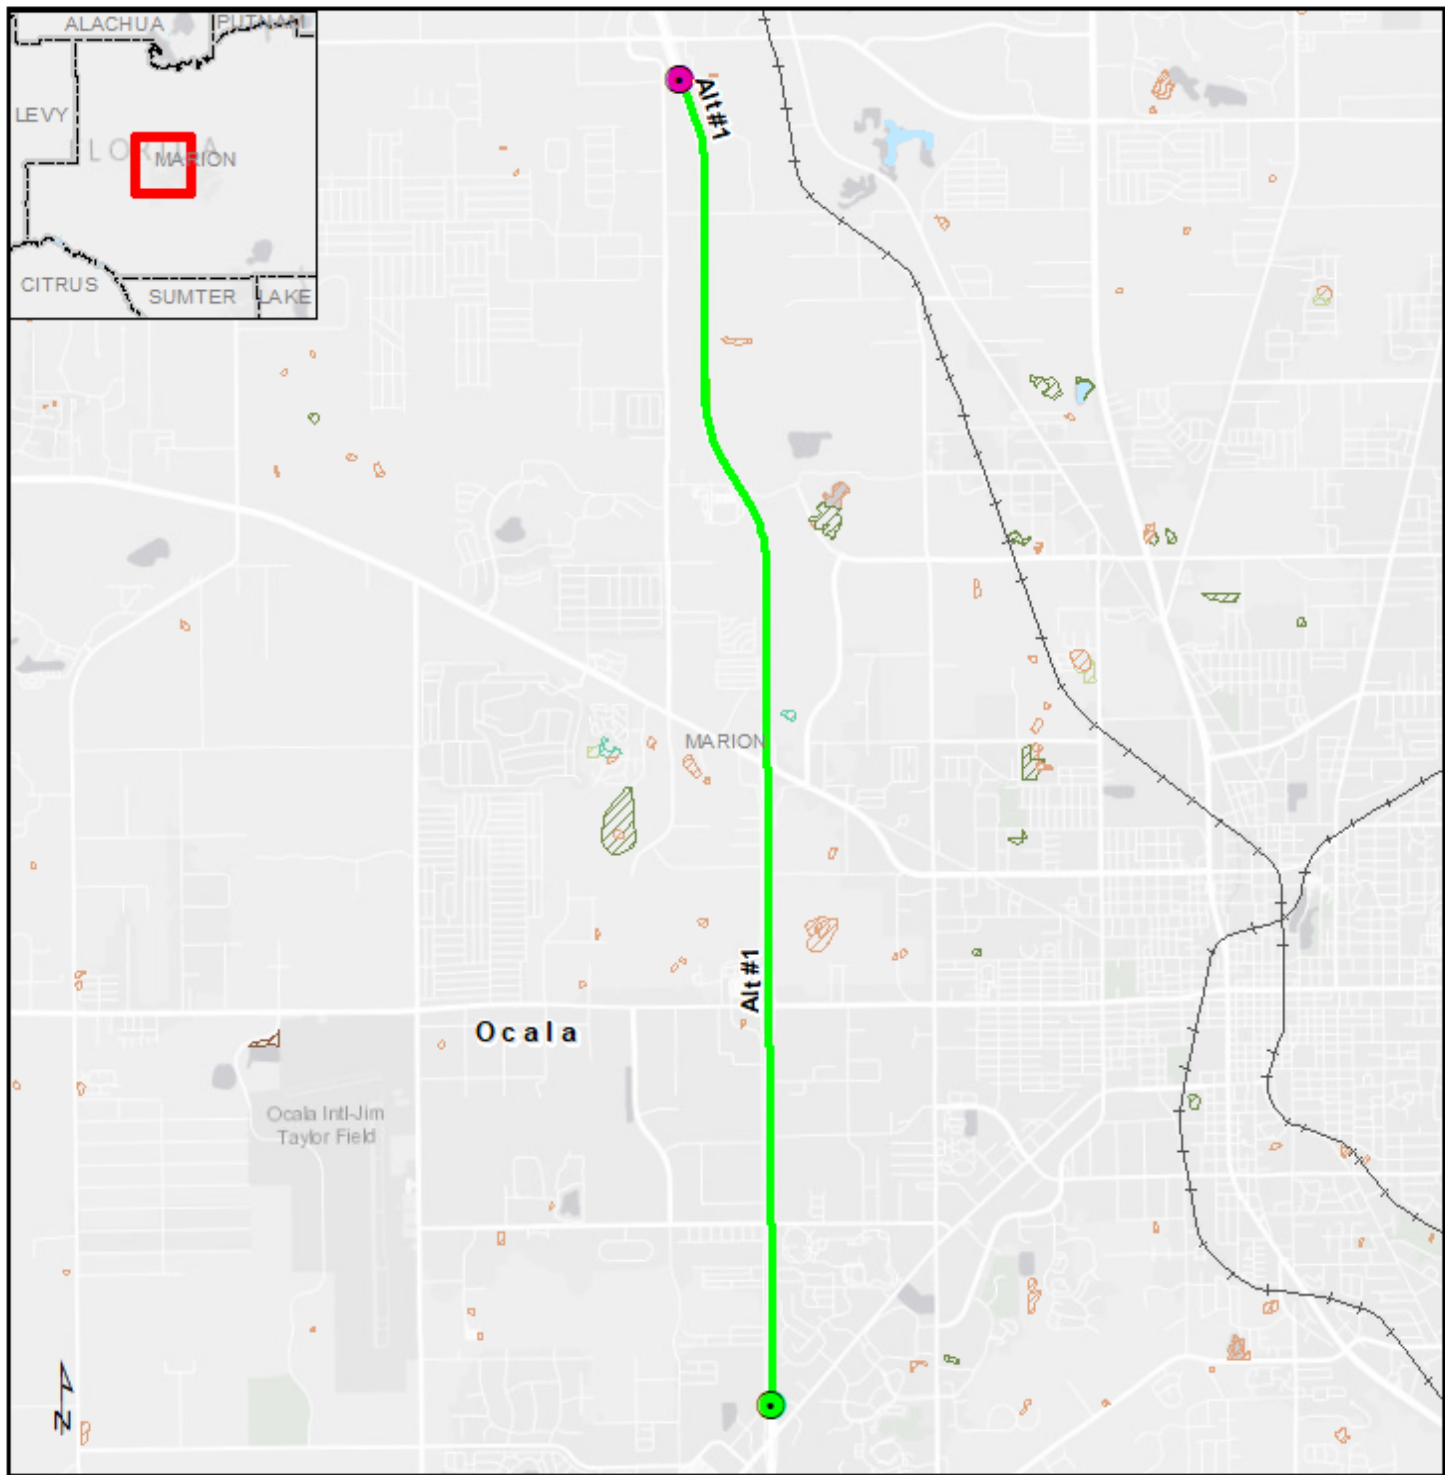 ALACHUA
PUTNAM
LEVY
FLORIDA
MARION
CITRUS
SUMTER
LAKE
Alt #1
MARION
Alt #1
Ocala
Ocala Intl-Jim
Taylor Field
N